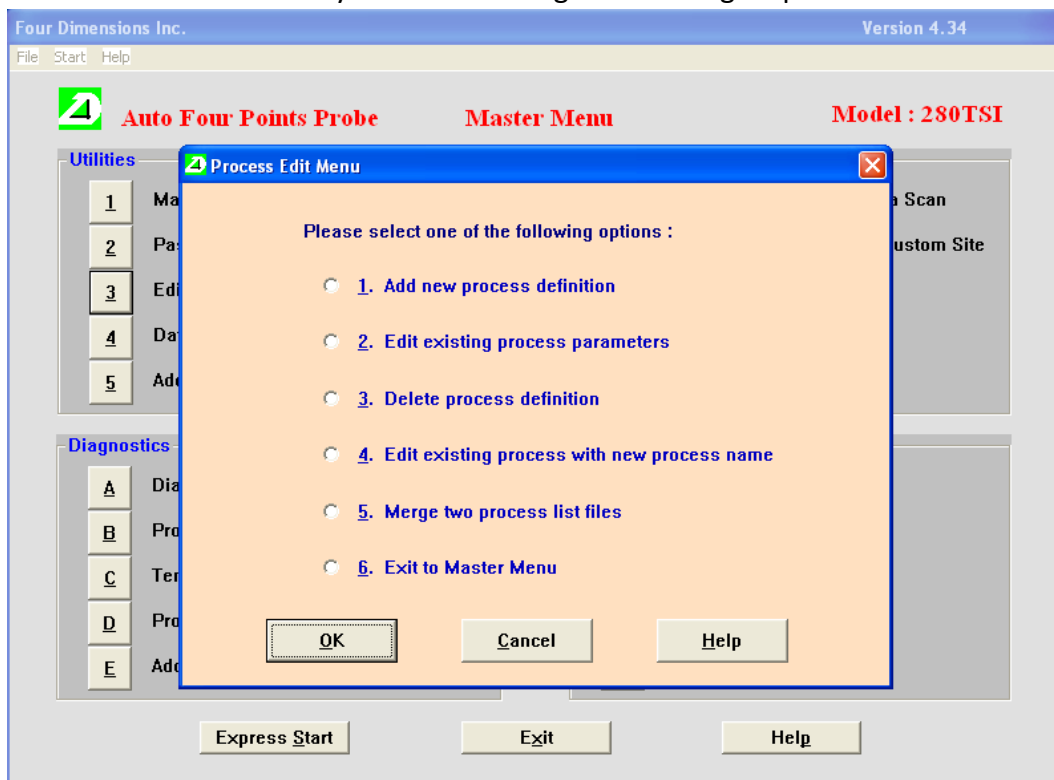 Four Dimensions Inc. Version 4.34
File Start Help
4 Auto Four Points Probe Master Menu Model : 280TSI
Utilities
4 Process Edit Menu
Please select one of the following options :
1. Add new process definition
2. Edit existing process parameters
3. Delete process definition
4. Edit existing process with new process name
5. Merge two process list files
6. Exit to Master Menu
OK Cancel Help
1 Ma
2 Pa
3 Edi
4 Da
5 Add
Scan
ustom Site
Diagnostics
A Dia
B Pro
C Ter
D Pro
E Add
Express Start Exit Help